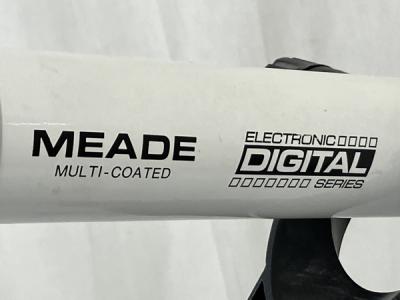 MEADE
MULTI-COATED
ELECTRONIC
DIGITAL
SERIES